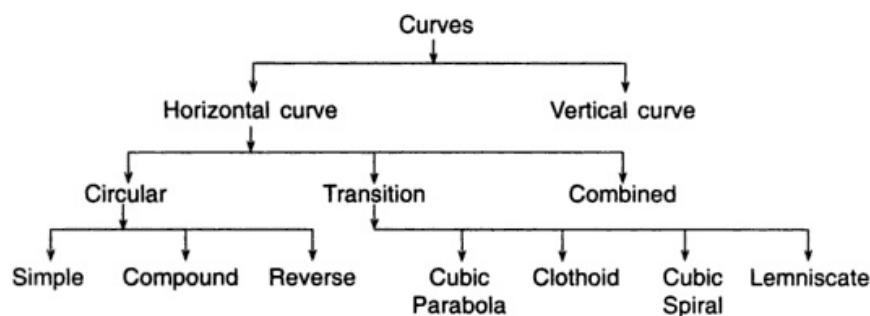 Curves
Horizontal curve Vertical curve
Circular Transition Combined
Simple Compound Reverse Cubic Parabola Clothoid Cubic Spiral Lemniscate